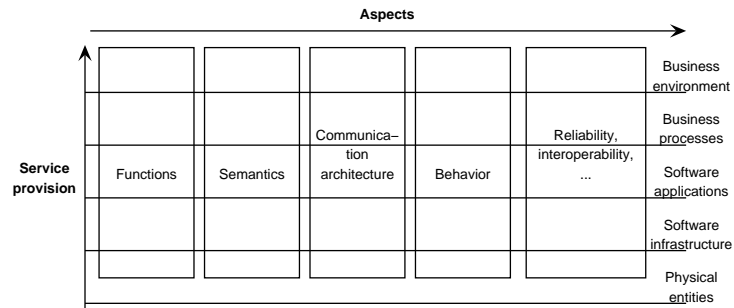 Aspects
Business
environment
Business
processes
Communica–
tion
architecture
Reliability,
interoperability,
...
Service
provision
Functions
Semantics
Behavior
Software
applications
Software
infrastructure
Physical
entities